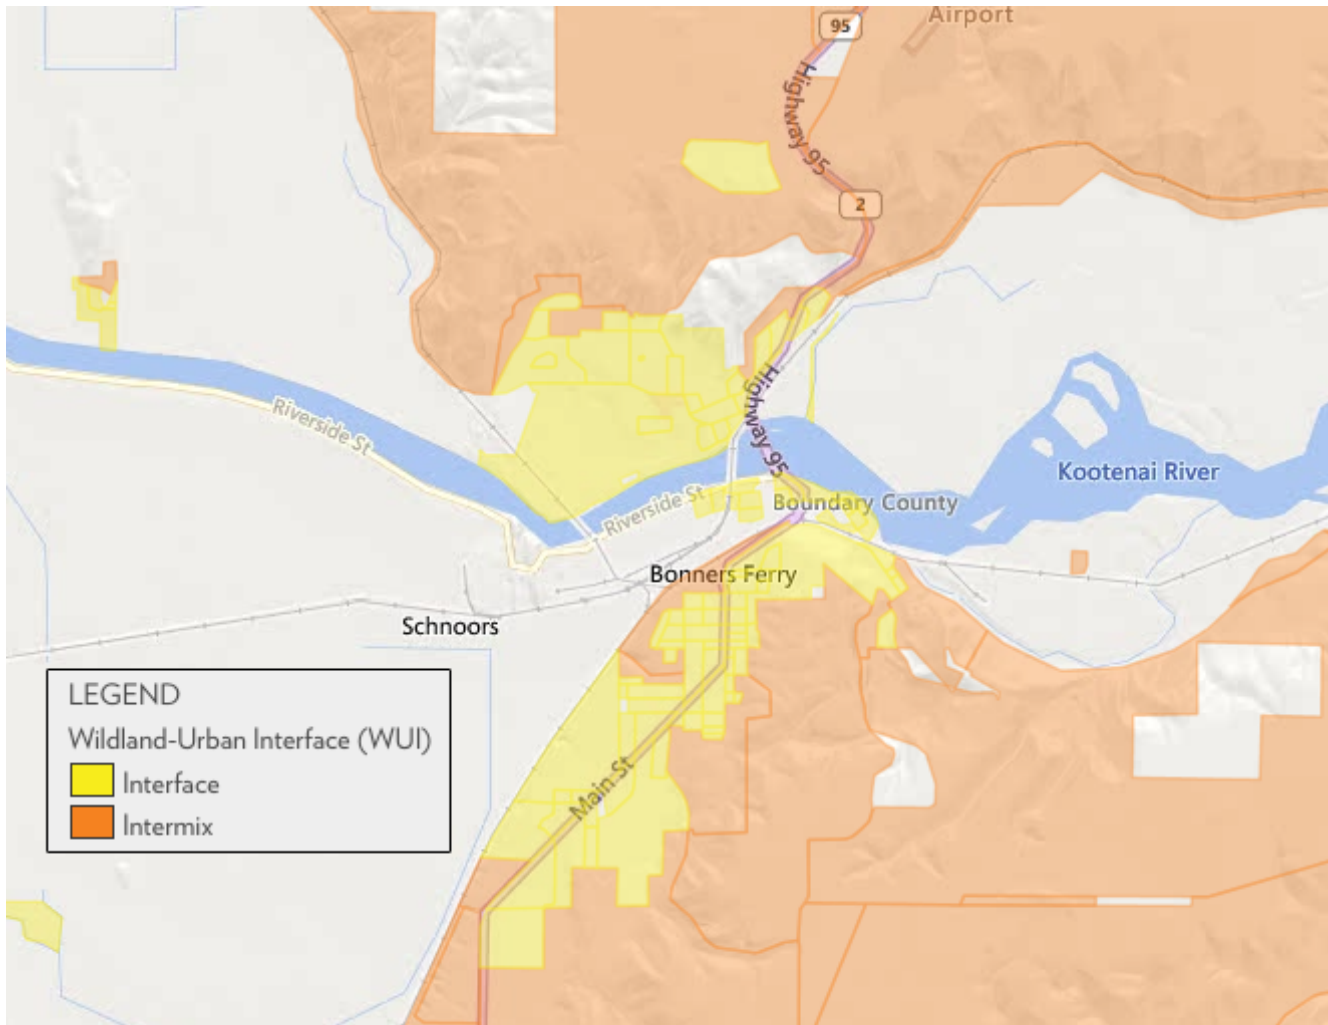 Airport
95
Highway 95
2
Highway 95
Riverside St
Kootenai River
Riverside St
Boundary County
Bonners Ferry
Schnoors
LEGEND
Wildland-Urban Interface (WUI)
Interface
Intermix
Main St